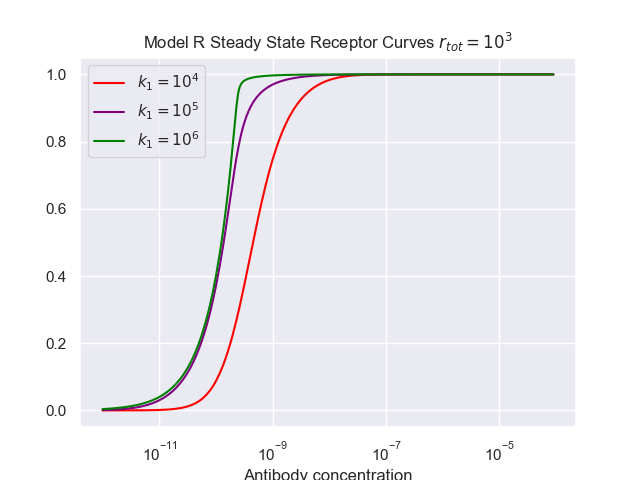 Model R Steady State Receptor Curves $r_{tot} = 10^3$
$k_1 = 10^4$
$k_1 = 10^5$
$k_1 = 10^6$
1.0
0.8
0.6
0.4
0.2
0.0
$10^{-11}$ $10^{-9}$ $10^{-7}$ $10^{-5}$
Antibody concentration